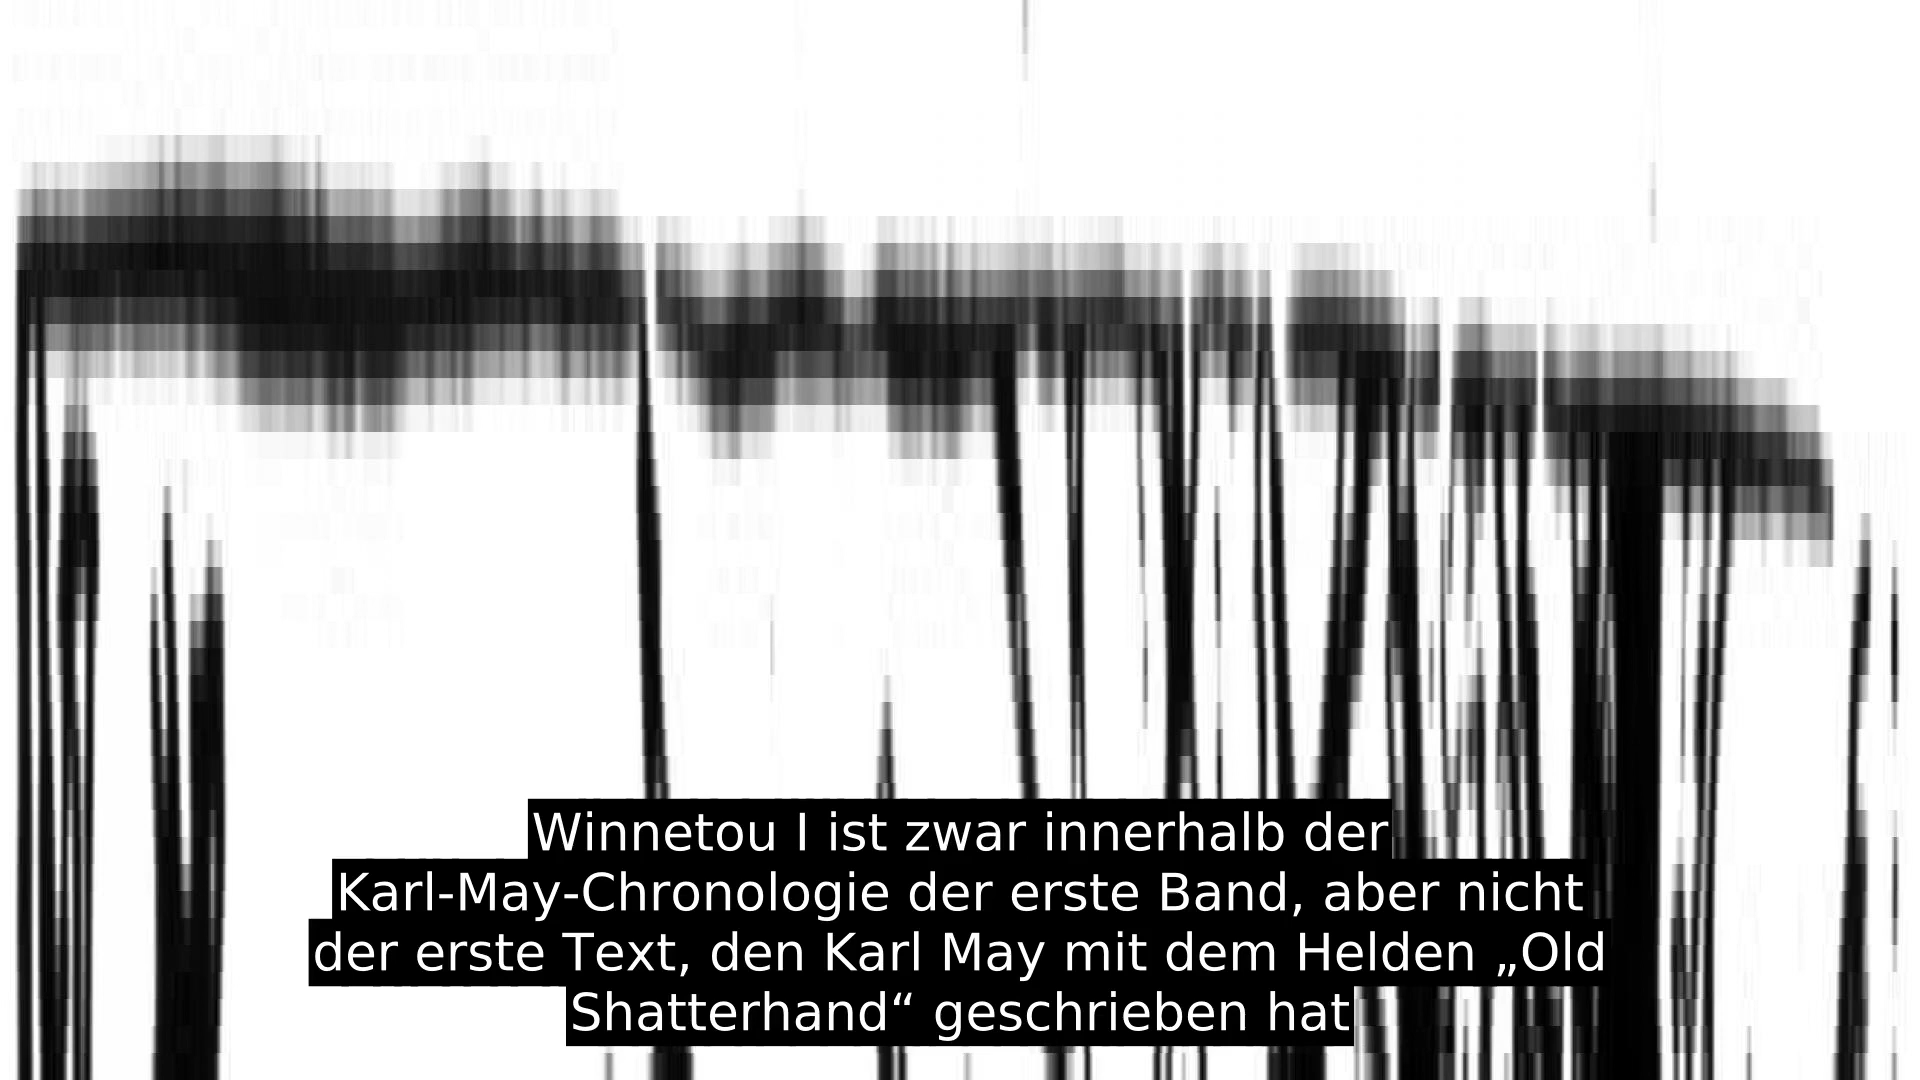 Winnetou I ist zwar innerhalb der
Karl-May-Chronologie der erste Band, aber nicht
der erste Text, den Karl May mit dem Helden „Old
Shatterhand“ geschrieben hat